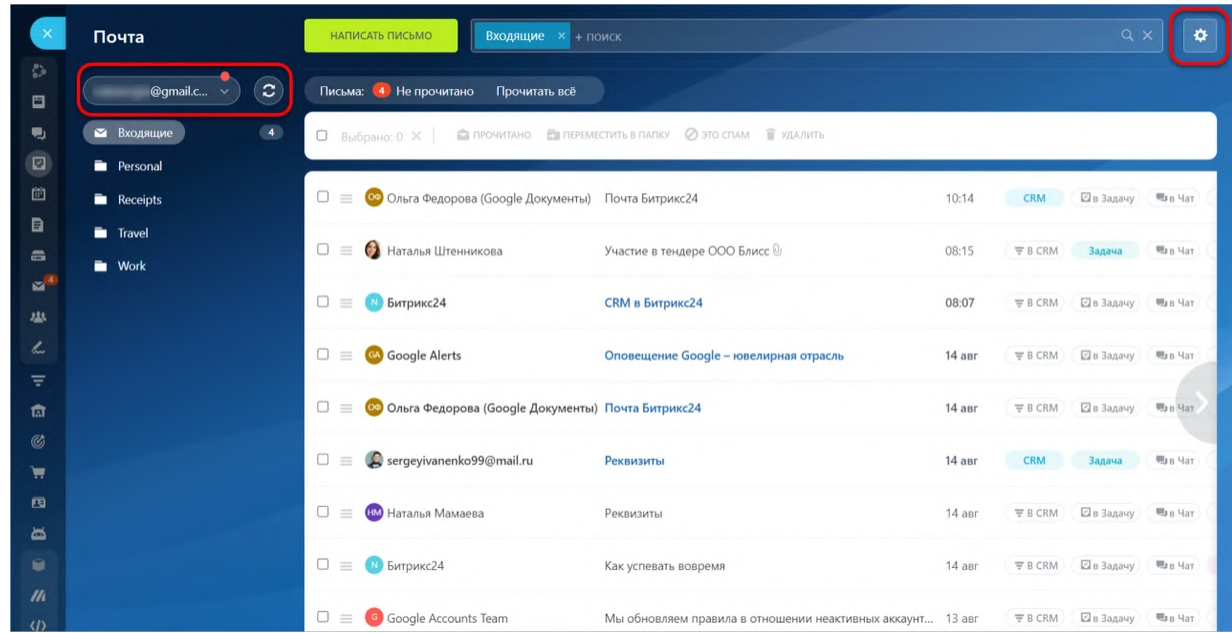 Почта
НАПИСАТЬ ПИСЬМО
Входящие × + поиск
@gmail.c...
Письма: 4 Не прочитано Прочитать всё
Входящие 4
Personal
Receipts
Travel
Work
4
Выбрано: 0 × ПРОЧИТАНО ПЕРЕМЕСТИТЬ В ПАПКУ ЭТО СПАМ УДАЛИТЬ
ОФ Ольга Федорова (Google Документы) Почта Битрикс24 10:14 CRM в Задачу в Чат
Наталья Штенникова Участие в тендере ООО Блисс 08:15 В CRM Задача в Чат
N Битрикс24 CRM в Битрикс24 08:07 В CRM в Задачу в Чат
GA Google Alerts Оповещение Google – ювелирная отрасль 14 авг В CRM в Задачу в Чат
ОФ Ольга Федорова (Google Документы) Почта Битрикс24 14 авг В CRM в Задачу в Чат
sergeyivanenko99@mail.ru Реквизиты 14 авг CRM Задача в Чат
НМ Наталья Мамаева Реквизиты 14 авг В CRM в Задачу в Чат
N Битрикс24 Как успевать вовремя 14 авг В CRM в Задачу в Чат
G Google Accounts Team Мы обновляем правила в отношении неактивных аккаунт... 13 авг В CRM в Задачу в Чат